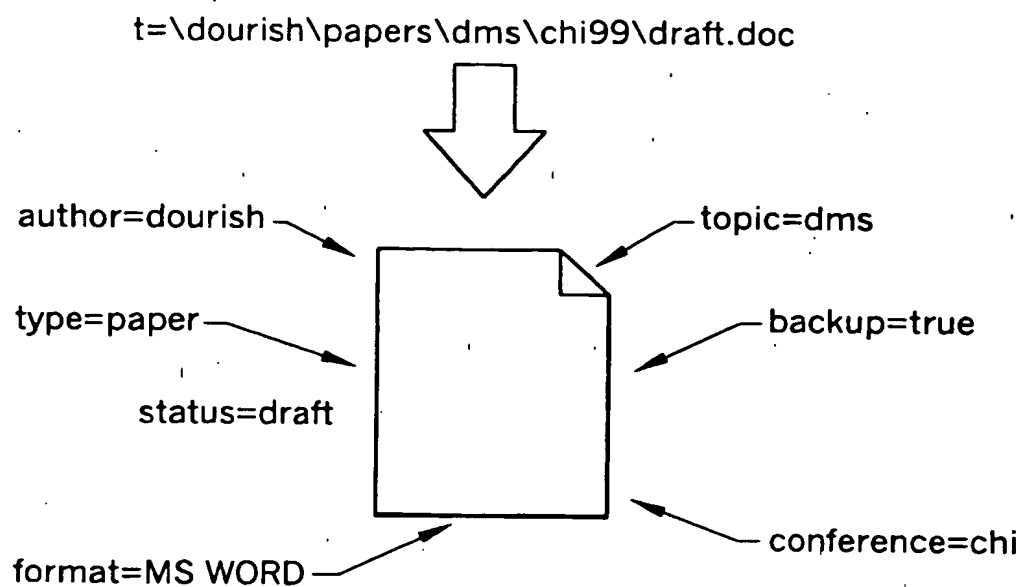 t=\dourish\papers\dms\chi99\draft.doc
author=dourish
topic=dms
type=paper
backup=true
status=draft
conference=chi
format=MS WORD